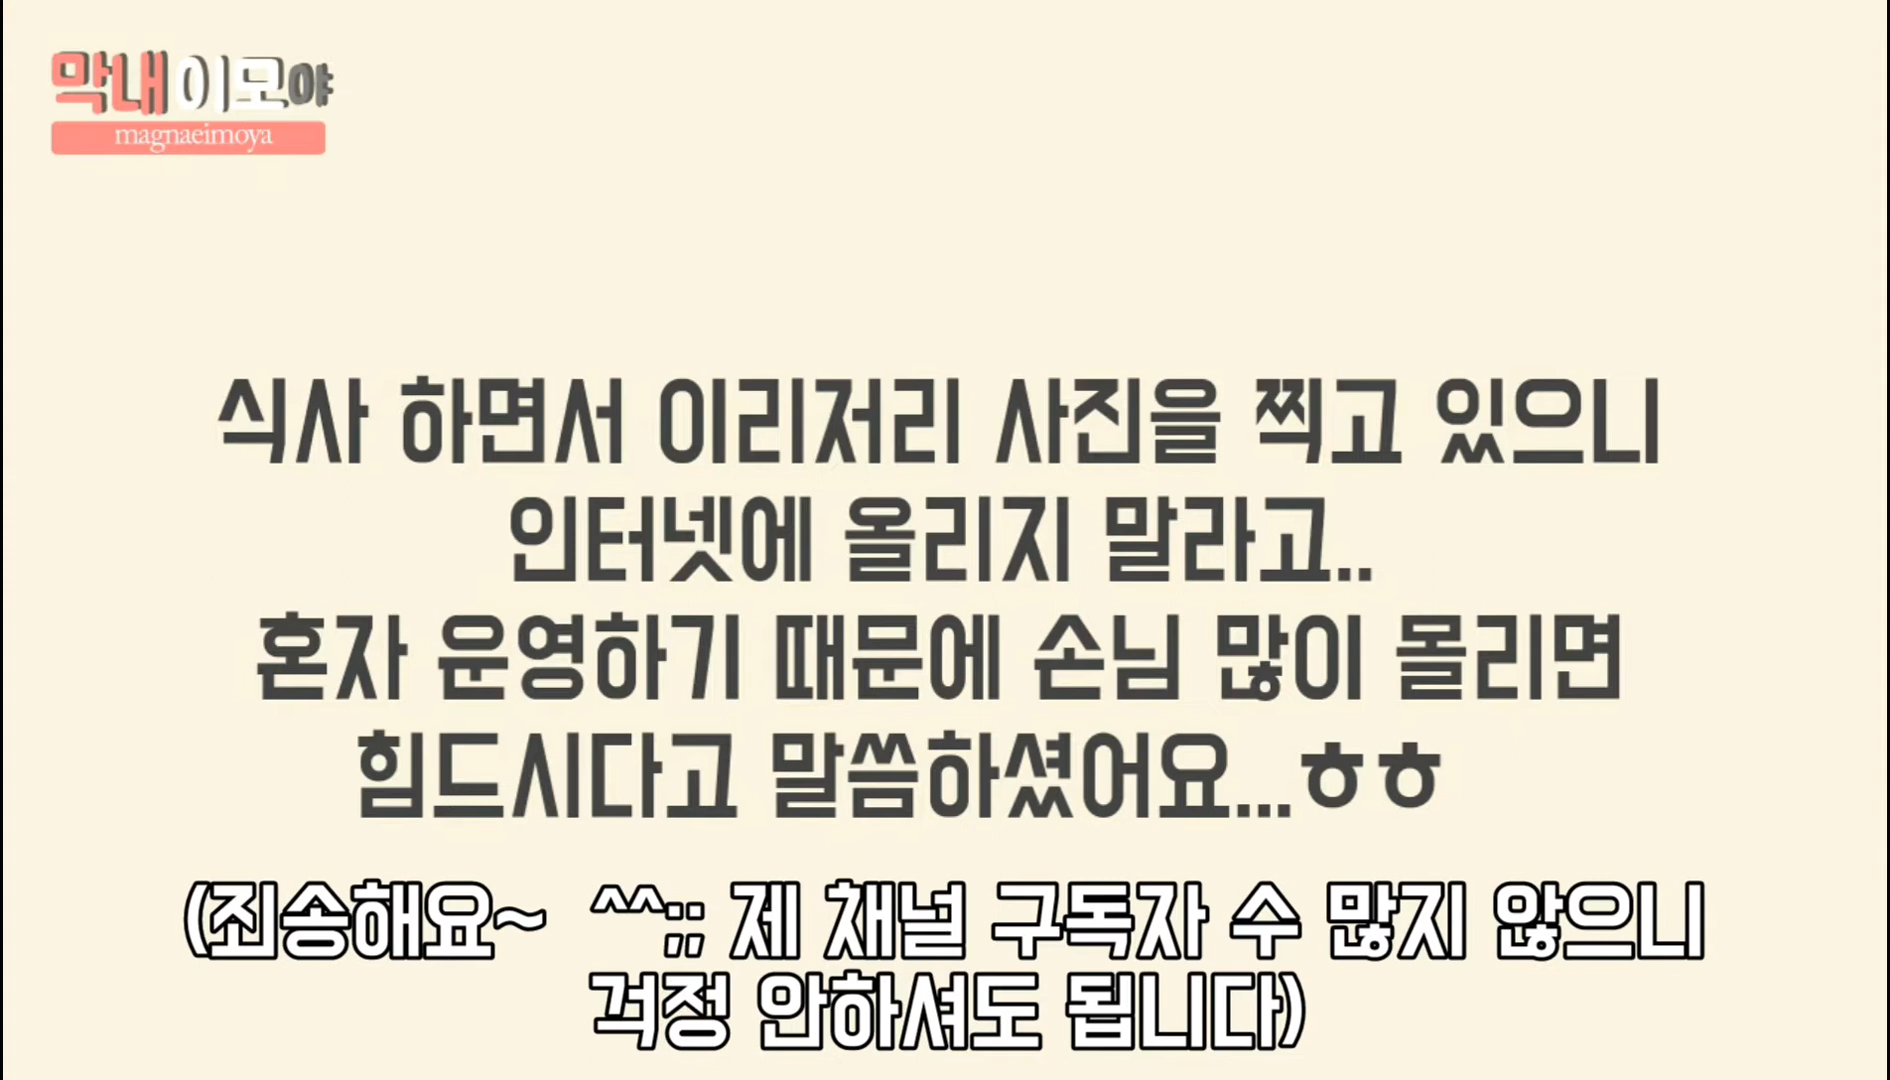 막내이모야
magnaeimoya
식사 하면서 이리저리 사진을 찍고 있으니
인터넷에 올리지 말라고..
혼자 운영하기 때문에 손님 많이 몰리면
힘드시다고 말씀하셨어요...ㅎㅎ
(죄송해요~ ^^;; 제 채널 구독자 수 많지 않으니
걱정 안하셔도 됩니다)